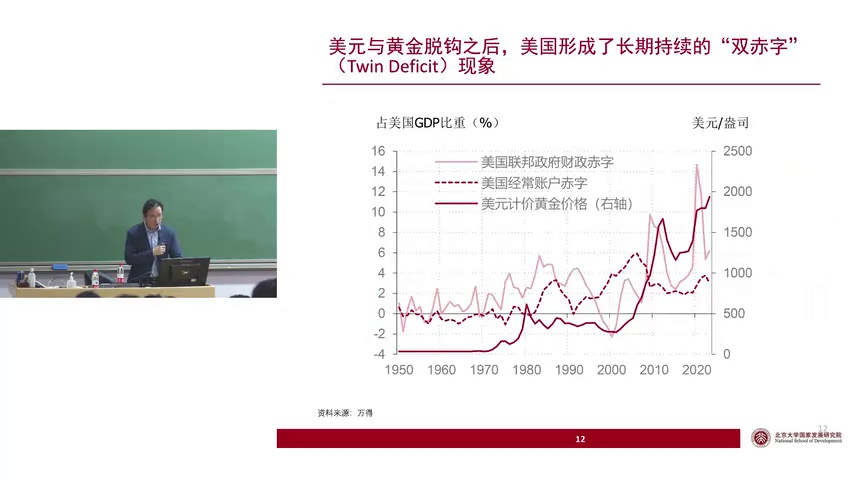 美元与黄金脱钩之后，美国形成了长期持续的“双赤字”
（Twin Deficit）现象
占美国GDP比重（%）
美元/盎司
美国联邦政府财政赤字
美国经常账户赤字
美元计价黄金价格（右轴）
16
14
12
10
8
6
4
2
0
-2
-4
2500
2000
1500
1000
500
0
1950 1960 1970 1980 1990 2000 2010 2020
资料来源：万得
12
12
北京大学国家发展研究院
National School of Development